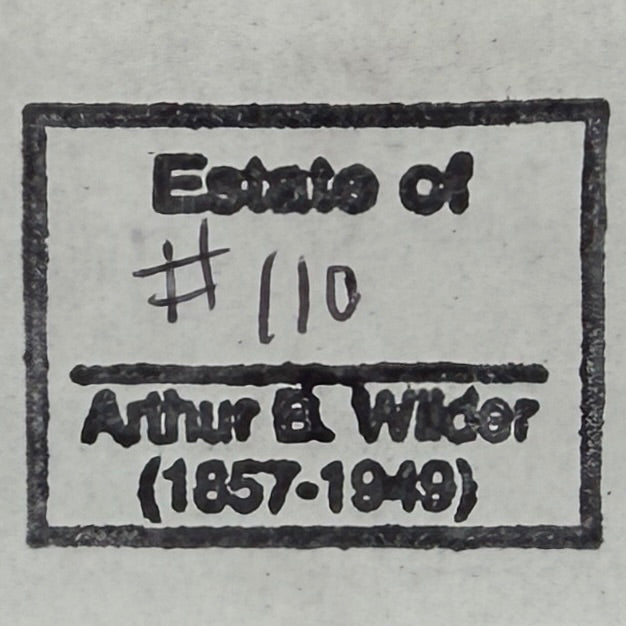 Estate of
# 110
Arthur B. Wilder
(1857-1949)